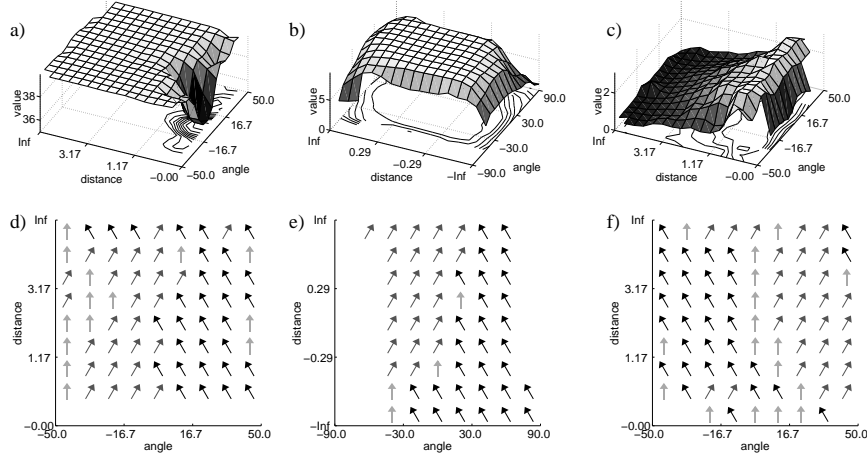 a)
38
36
value
Inf
3.17
1.17
−0.00
distance
−50.0
−16.7
16.7
50.0
angle
b)
5
0
value
Inf
0.29
−0.29
−Inf
distance
−90.0
−30.0
30.0
90.0
angle
c)
2
0
value
Inf
3.17
1.17
−0.00
distance
−50.0
−16.7
16.7
50.0
angle
d)
Inf
3.17
1.17
−0.00
distance
−50.0
−16.7
16.7
50.0
angle
e)
Inf
0.29
−0.29
−Inf
distance
−90.0
−30.0
30.0
90.0
angle
f)
Inf
3.17
1.17
−0.00
distance
−50.0
−16.7
16.7
50.0
angle